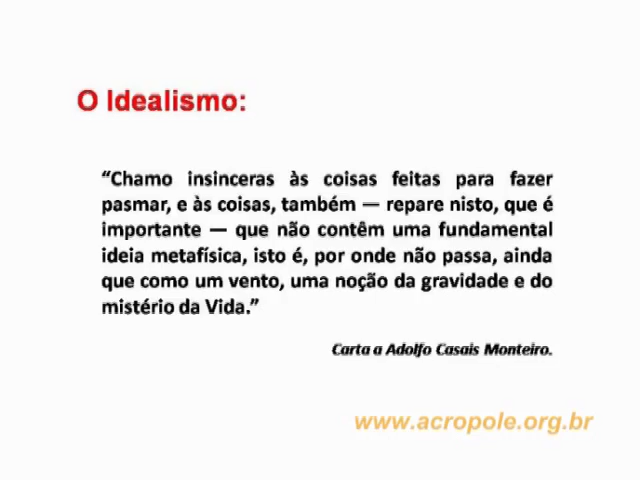 O Idealismo:
“Chamo insinceras às coisas feitas para fazer
pasmar, e às coisas, também — repare nisto, que é
importante — que não contêm uma fundamental
ideia metafísica, isto é, por onde não passa, ainda
que como um vento, uma noção da gravidade e do
mistério da Vida.”
Carta a Adolfo Casais Monteiro.
www.acropole.org.br